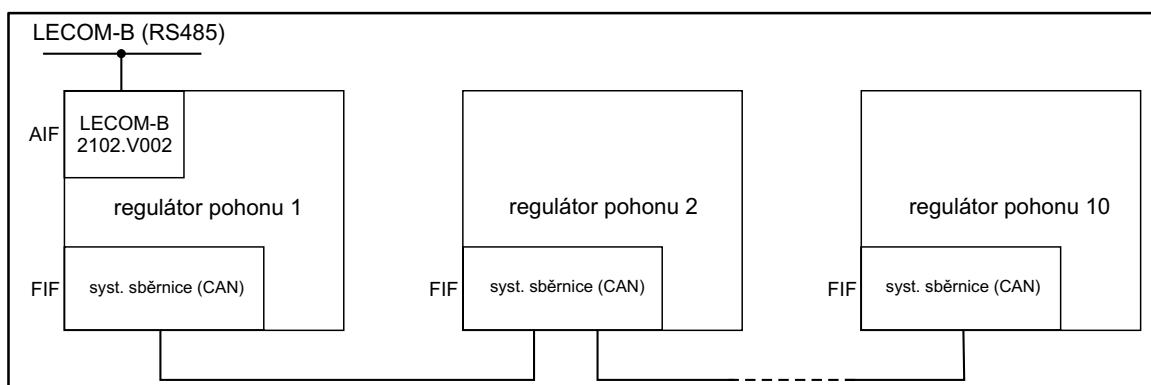 LECOM-B (RS485)
AIF
LECOM-B
2102.V002
regulátor pohonu 1
regulátor pohonu 2
regulátor pohonu 10
FIF
syst. sběrnice (CAN)
FIF
syst. sběrnice (CAN)
FIF
syst. sběrnice (CAN)